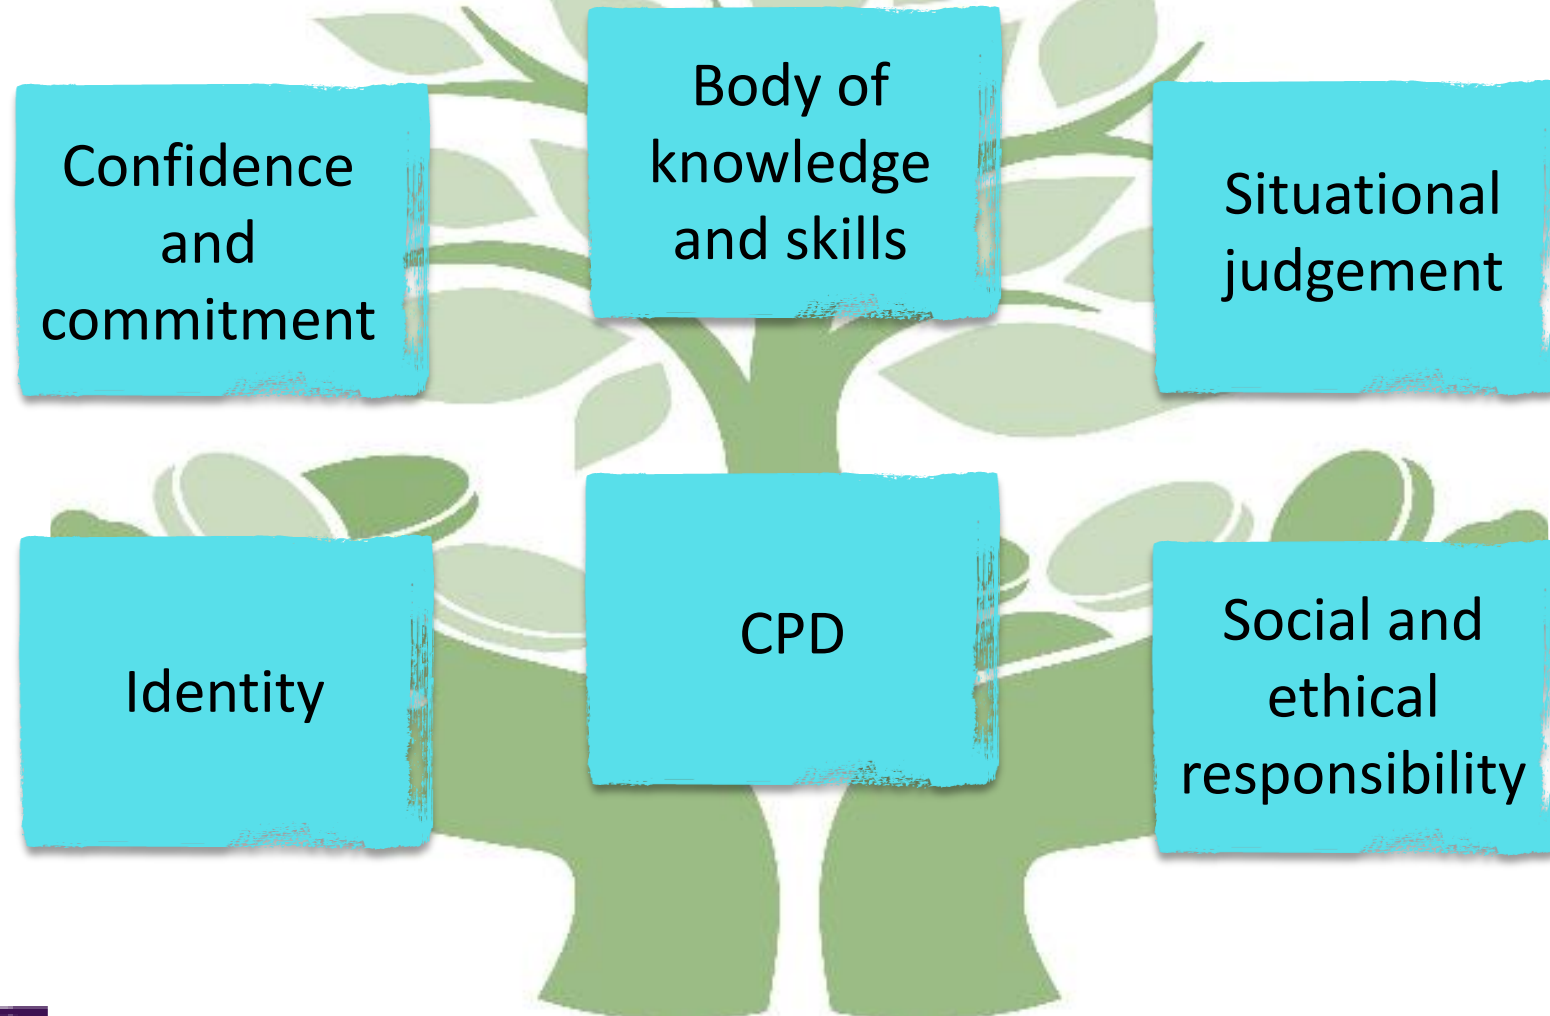 Confidence
and
commitment
Body of
knowledge
and skills
Situational
judgement
Identity
CPD
Social and
ethical
responsibility